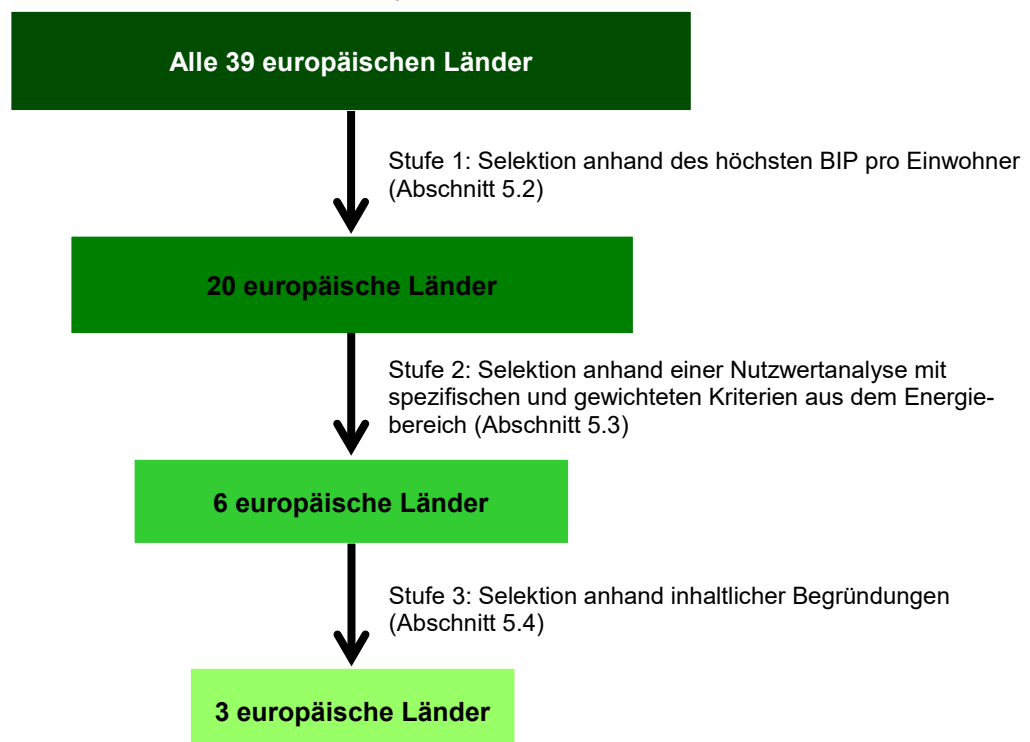 Alle 39 europäischen Länder
Stufe 1: Selektion anhand des höchsten BIP pro Einwohner
(Abschnitt 5.2)
20 europäische Länder
Stufe 2: Selektion anhand einer Nutzwertanalyse mit
spezifischen und gewichteten Kriterien aus dem Energie-
bereich (Abschnitt 5.3)
6 europäische Länder
Stufe 3: Selektion anhand inhaltlicher Begründungen
(Abschnitt 5.4)
3 europäische Länder